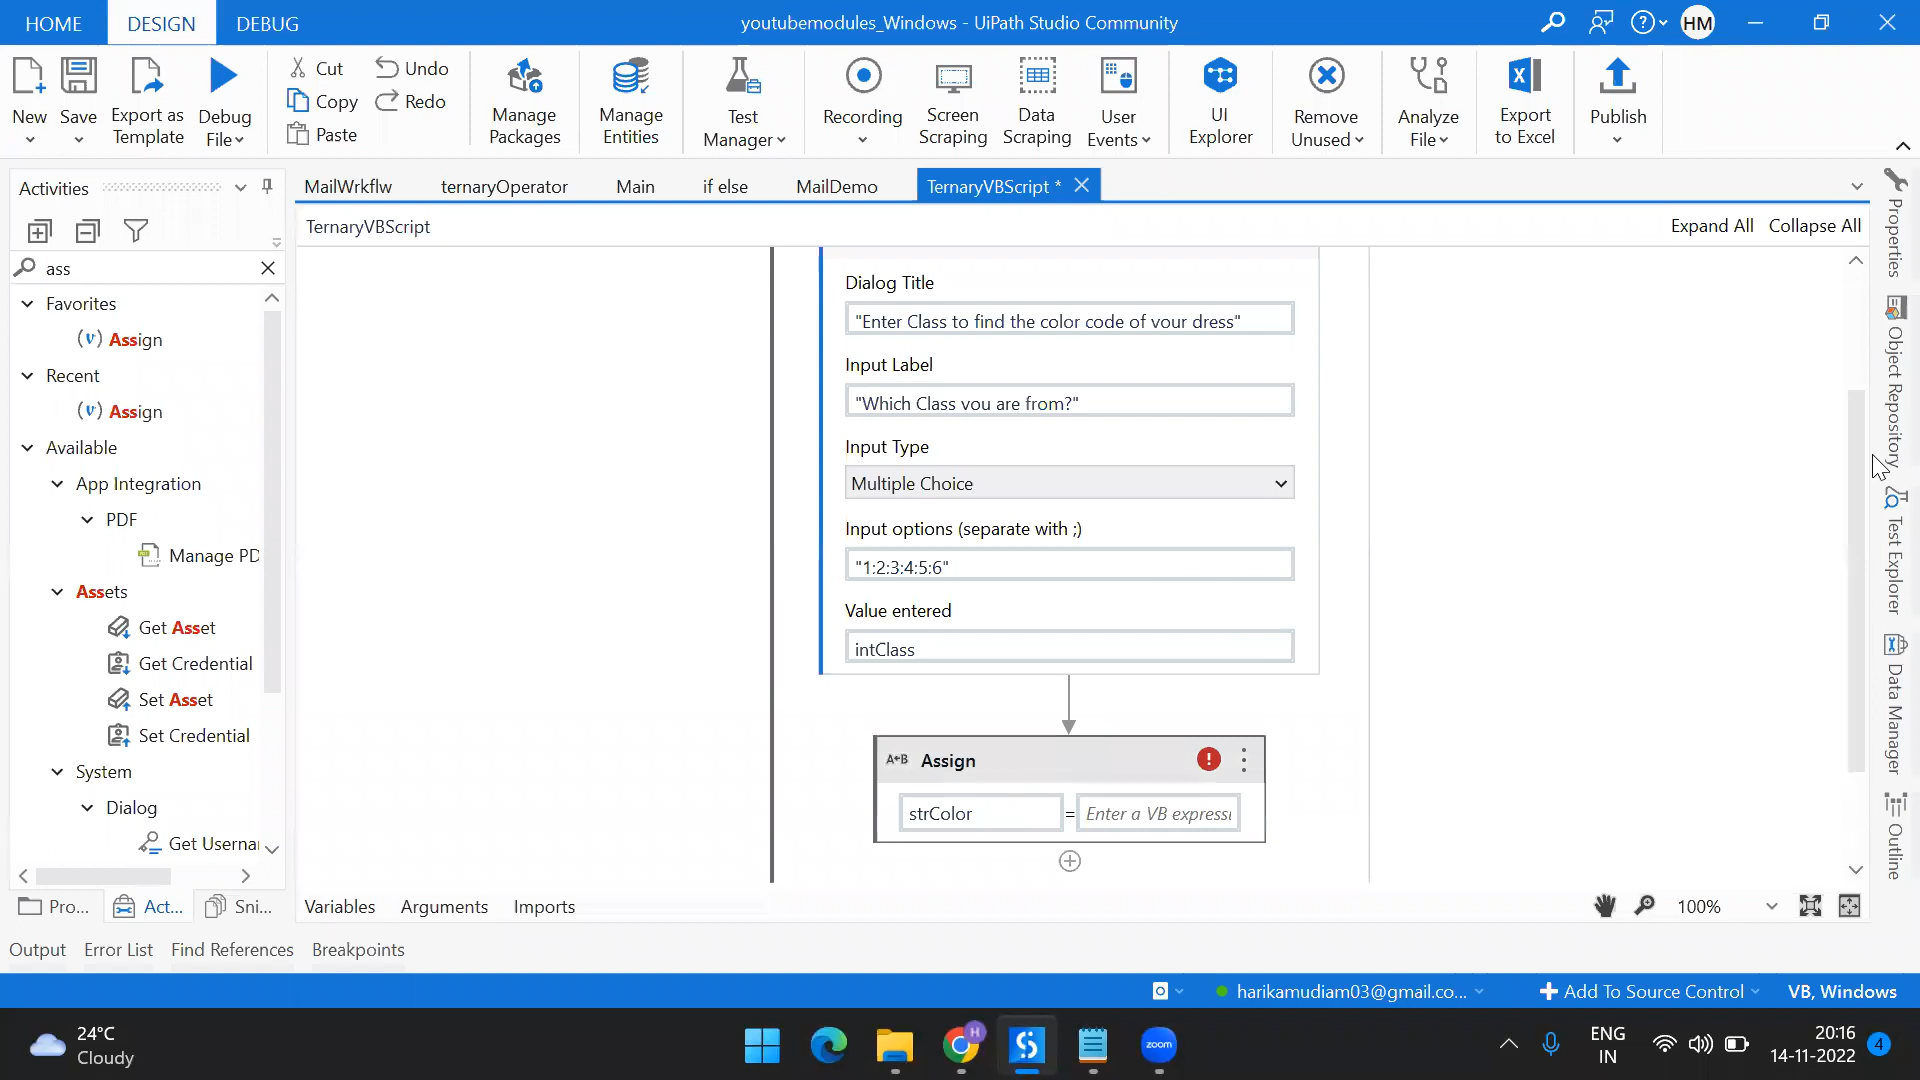 HOME
DESIGN
DEBUG
youtubemodules_Windows - UiPath Studio Community
HM
New
Save
Export as
Template
Debug
File
Cut
Copy
Paste
Undo
Redo
Manage
Packages
Manage
Entities
Test
Manager
Recording
Screen
Scraping
Data
Scraping
User
Events
UI
Explorer
Remove
Unused
Analyze
File
Export
to Excel
Publish
Activities
MailWrkflw
ternaryOperator
Main
if else
MailDemo
TernaryVBScript *
TernaryVBScript
Expand All
Collapse All
ass
Favorites
Assign
Recent
Assign
Available
App Integration
PDF
Manage PD
Assets
Get Asset
Get Credential
Set Asset
Set Credential
System
Dialog
Get Userna
Dialog Title
"Enter Class to find the color code of your dress"
Input Label
"Which Class you are from?"
Input Type
Multiple Choice
Input options (separate with ;)
"1;2;3;4;5;6"
Value entered
intClass
A←B Assign
strColor
=
Enter a VB expressi
Properties
Object Repository
Test Explorer
Data Manager
Outline
Pro...
Act...
Sni...
Variables
Arguments
Imports
100%
Output
Error List
Find References
Breakpoints
harikamudiam03@gmail.co...
Add To Source Control
VB, Windows
24°C
Cloudy
H
zoom
ENG
IN
20:16
14-11-2022
4